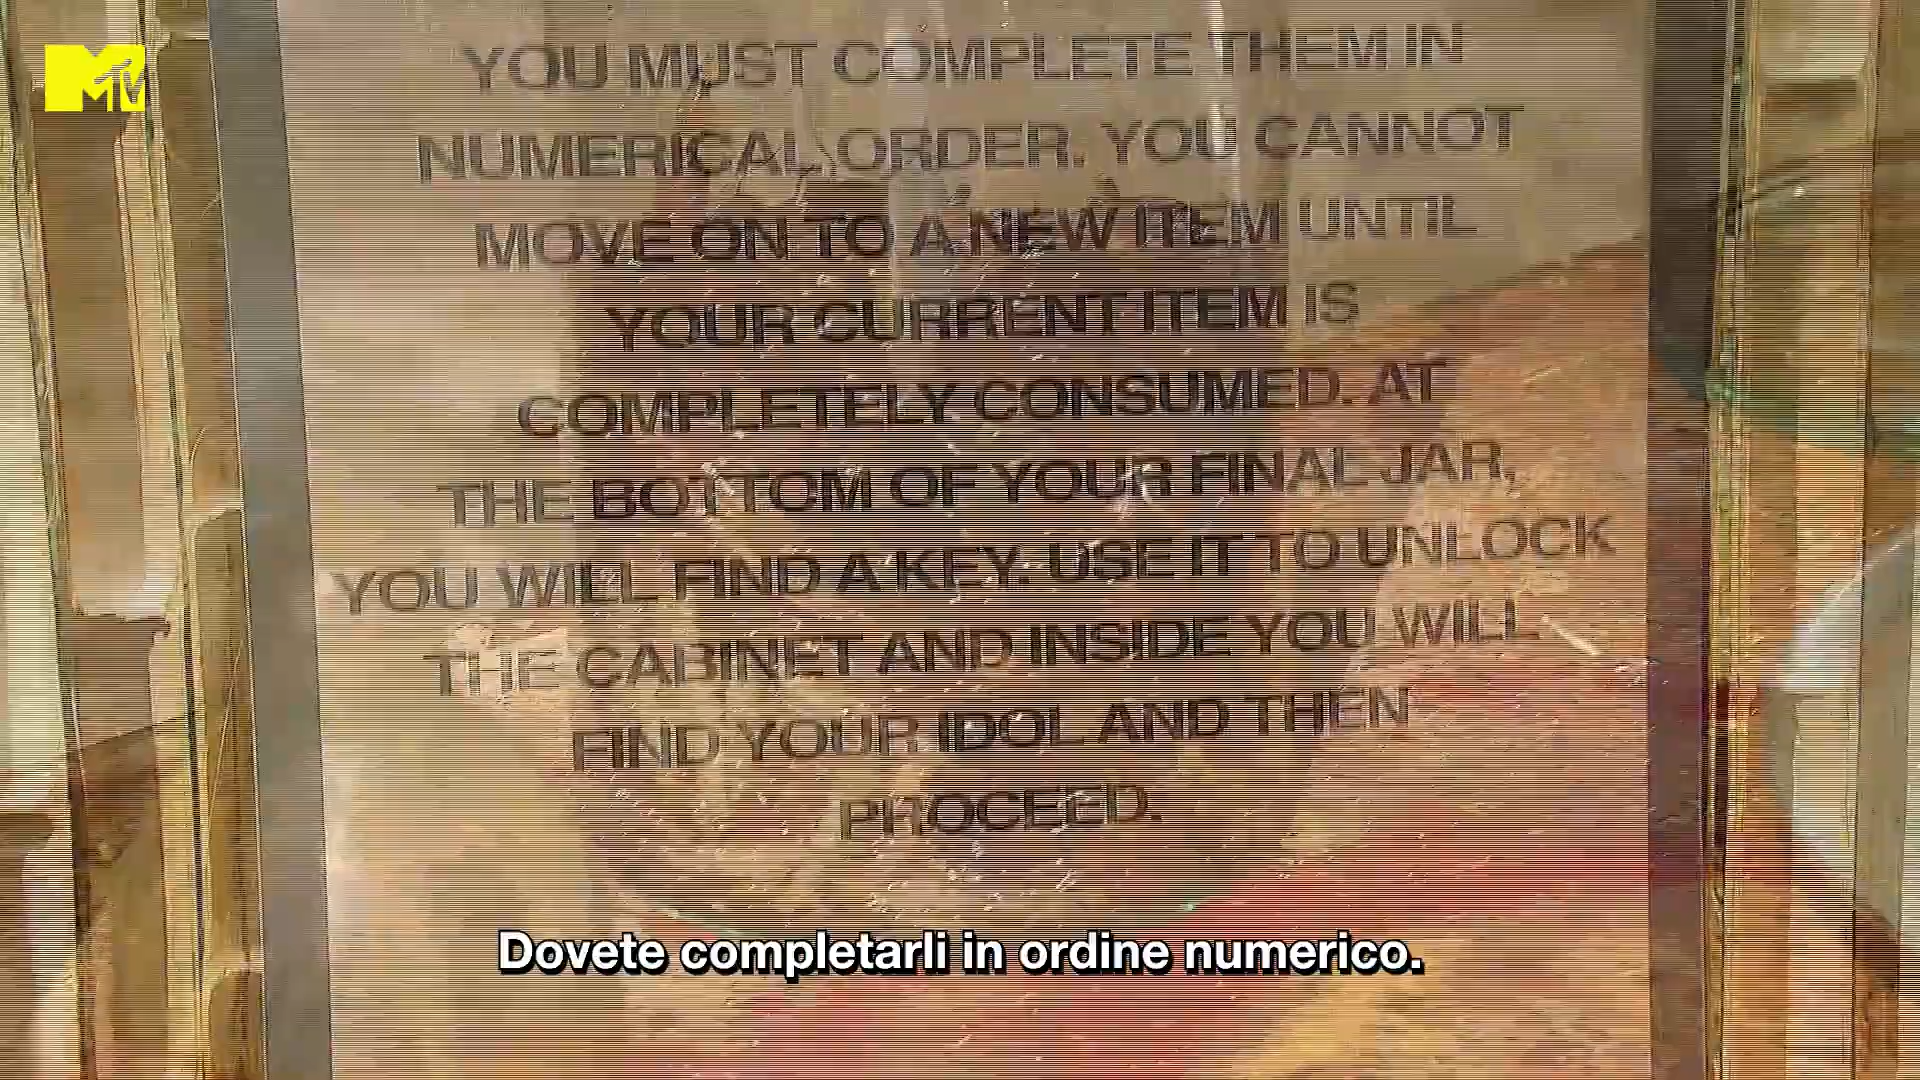 MTV
YOU MUST COMPLETE THEM IN
NUMERICAL ORDER. YOU CANNOT
MOVE ON TO A NEW ITEM UNTIL
YOUR CURRENT ITEM IS
COMPLETELY CONSUMED. AT
THE BOTTOM OF YOUR FINAL JAR,
YOU WILL FIND A KEY. USE IT TO UNLOCK
THE CABINET AND INSIDE YOU WILL
FIND YOUR IDOL AND THEN
PROCEED.
Dovete completarli in ordine numerico.